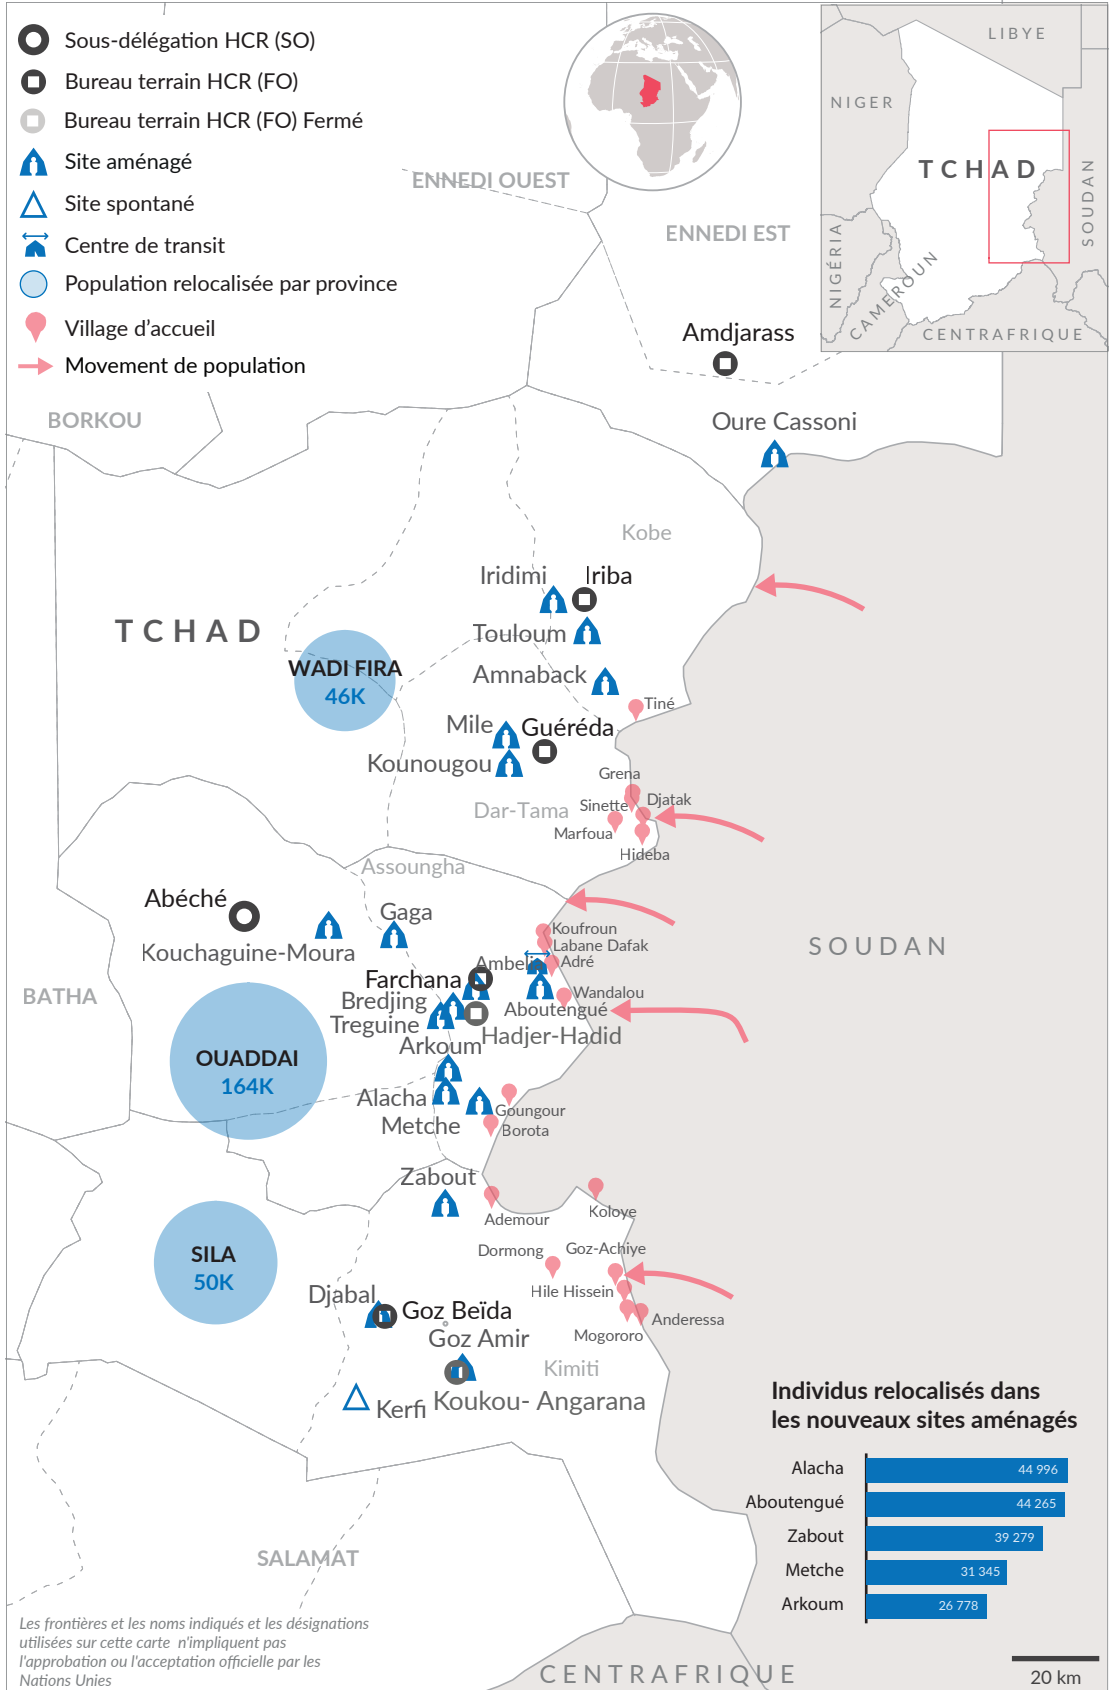 Sous-délégation HCR (SO)
Bureau terrain HCR (FO)
Bureau terrain HCR (FO) Fermé
Site aménagé
Site spontané
Centre de transit
Population relocalisée par province
Village d'accueil
Movement de population
LIBYE
NIGER
TCHAD
SOUDAN
NIGÉRIA
CAMEROUN
CENTRAFRIQUE
ENNEDI OUEST
ENNEDI EST
Amdjarass
BORKOU
Oure Cassoni
Kobe
Iridimi
Iriba
TCHAD
Touloum
WADI FIRA
46K
Amnaback
Tiné
Mile
Guéréda
Kounougou
Grena
Dar-Tama
Sinette
Djatak
Marfoua
Hideba
Assoungha
Abéché
Gaga
Kouchaguine-Moura
Koufroun
Labane Dafak
SOUDAN
Ambelia
Adré
Farchana
BATHA
Bredjing
Wandalou
Treguine
Aboutengué
Arkoum
Hadjer-Hadid
OUADDAI
164K
Alacha
Goungour
Metche
Borota
Zabout
Ademour
Koloye
SILA
50K
Dormong
Goz-Achiye
Djabal
Hile Hissein
Goz Beïda
Anderessa
Goz Amir
Mogororo
Kimiti
Kerfi
Koukou- Angarana
Individus relocalisés dans
les nouveaux sites aménagés
Alacha 44 996
Aboutengué 44 265
Zabout 39 279
Metche 31 345
Arkoum 26 778
SALAMAT
Les frontières et les noms indiqués et les désignations
utilisées sur cette carte n'impliquent pas
l'approbation ou l'acceptation officielle par les
Nations Unies
CENTRAFRIQUE
20 km